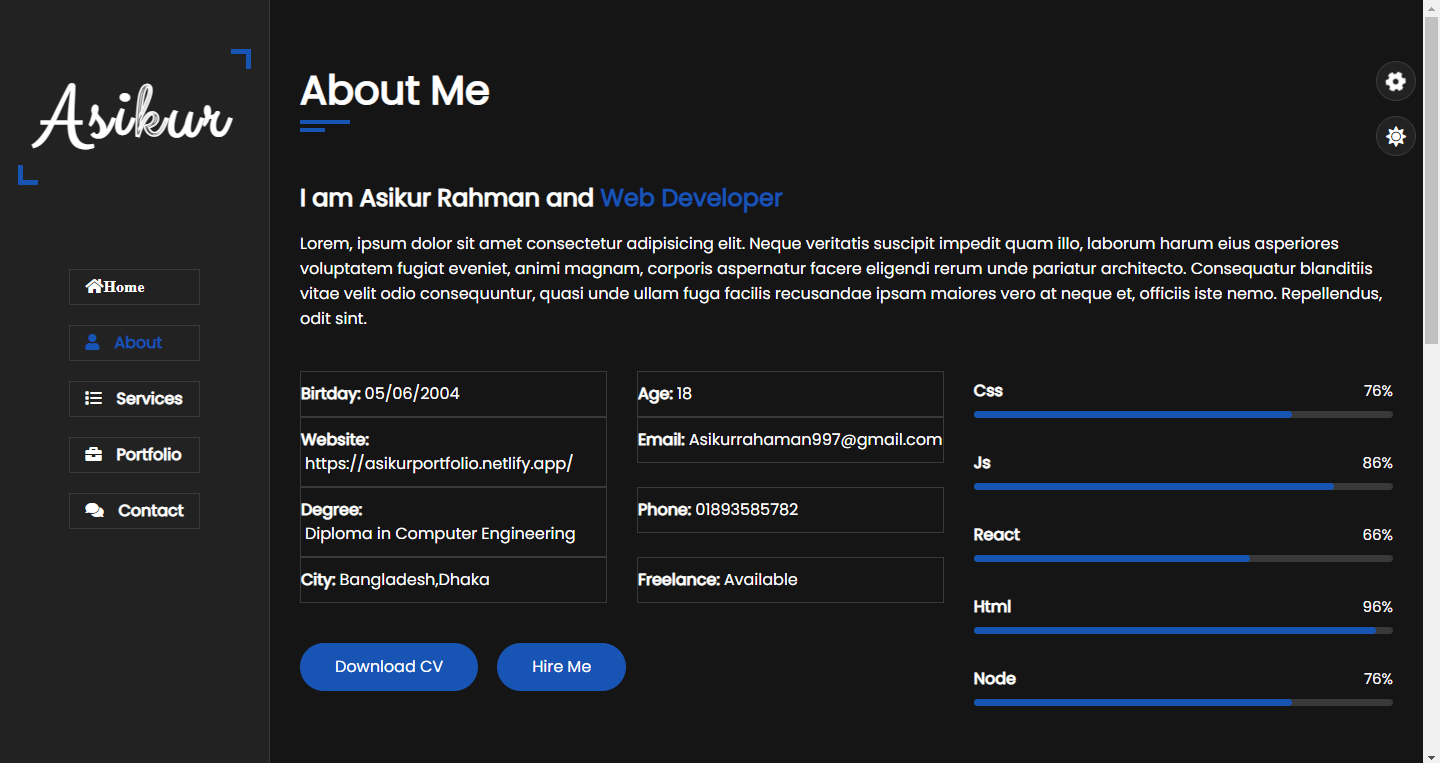 Asikur
Home
About
Services
Portfolio
Contact
About Me
I am Asikur Rahman and Web Developer
Lorem, ipsum dolor sit amet consectetur adipisicing elit. Neque veritatis suscipit impedit quam illo, laborum harum eius asperiores
voluptatem fugiat eveniet, animi magnam, corporis aspernatur facere eligendi rerum unde pariatur architecto. Consequatur blanditiis
vitae velit odio consequuntur, quasi unde ullam fuga facilis recusandae ipsam maiores vero at neque et, officiis iste nemo. Repellendus,
odit sint.
Birtday: 05/06/2004
Website:
https://asikurportfolio.netlify.app/
Degree:
Diploma in Computer Engineering
City: Bangladesh,Dhaka
Age: 18
Email: Asikurrahaman997@gmail.com
Phone: 01893585782
Freelance: Available
Download CV
Hire Me
Css 76%
Js 86%
React 66%
Html 96%
Node 76%